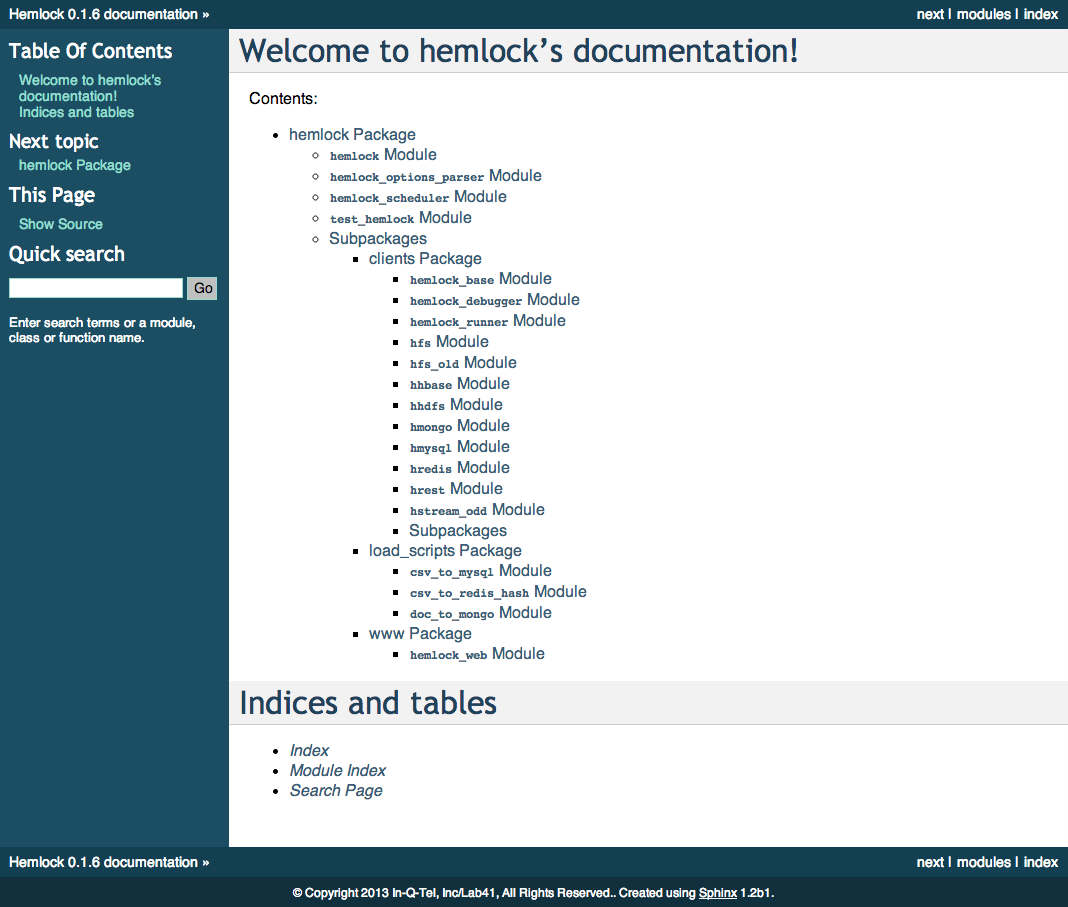 Hemlock 0.1.6 documentation »
next | modules | index
Table Of Contents
Welcome to hemlock's
documentation!
Indices and tables
Next topic
hemlock Package
This Page
Show Source
Quick search
Go
Enter search terms or a module,
class or function name.
Welcome to hemlock’s documentation!
Contents:
hemlock Package
hemlock Module
hemlock_options_parser Module
hemlock_scheduler Module
test_hemlock Module
Subpackages
clients Package
hemlock_base Module
hemlock_debugger Module
hemlock_runner Module
hfs Module
hfs_old Module
hhbase Module
hhdfs Module
hmongo Module
hmysql Module
hredis Module
hrest Module
hstream_odd Module
Subpackages
load_scripts Package
csv_to_mysql Module
csv_to_redis_hash Module
doc_to_mongo Module
www Package
hemlock_web Module
Indices and tables
Index
Module Index
Search Page
Hemlock 0.1.6 documentation »
next | modules | index
© Copyright 2013 In-Q-Tel, Inc/Lab41, All Rights Reserved.. Created using Sphinx 1.2b1.